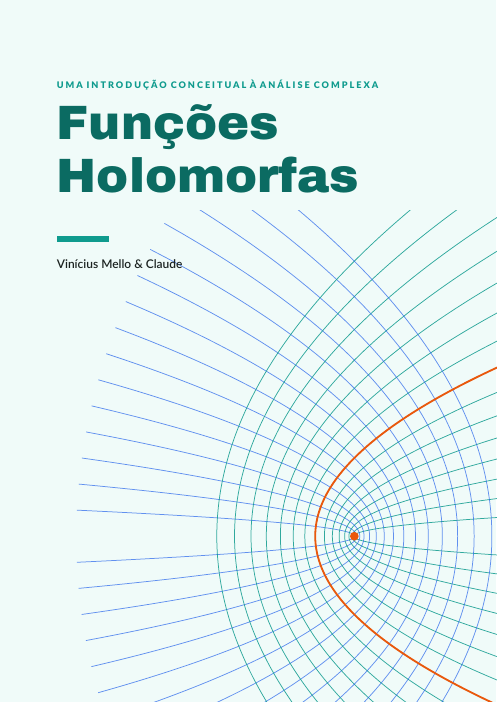 UMA INTRODUÇÃO CONCEITUAL À ANÁLISE COMPLEXA
Funções
Holomorfas
Vinícius Mello & Claude